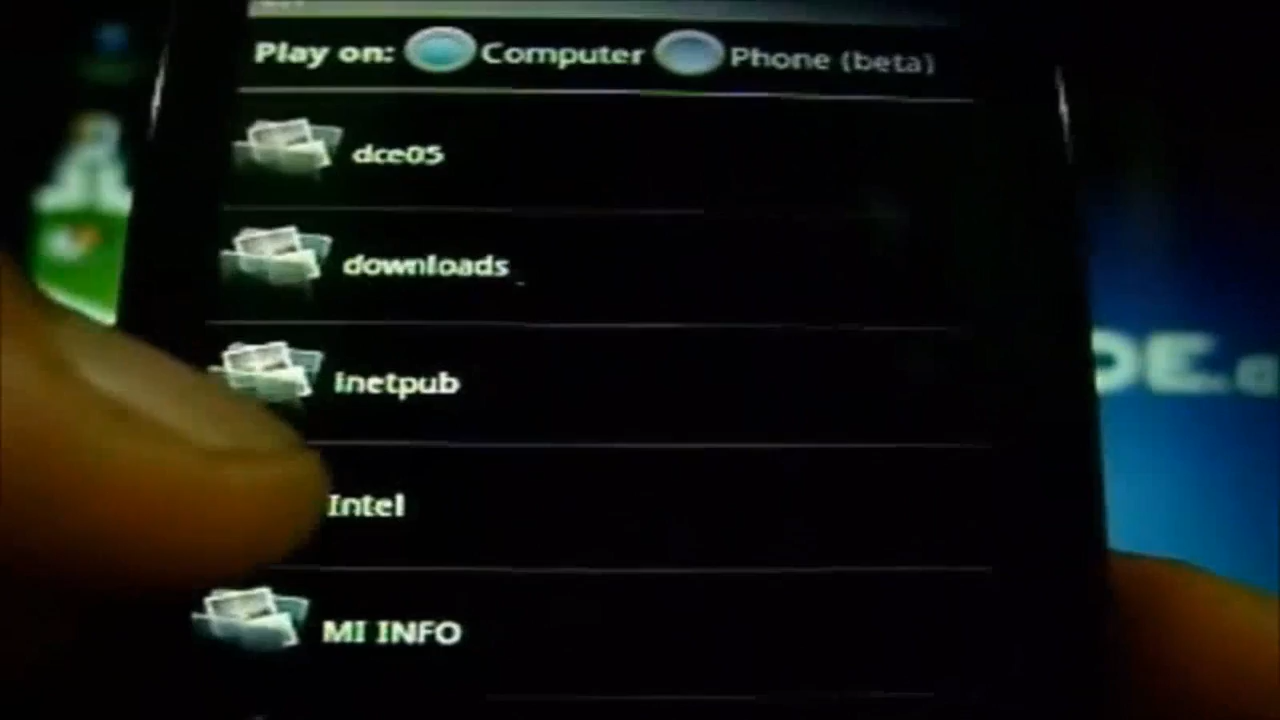 Play on: Computer Phone (beta)
dce05
downloads
inetpub
Intel
MI INFO